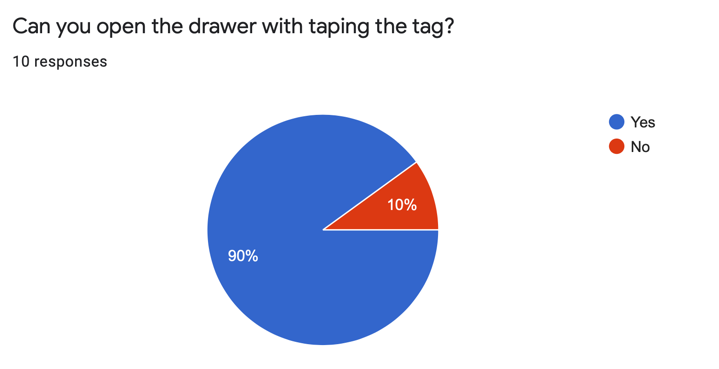 Can you open the drawer with taping the tag?
10 responses
Yes
No
10%
90%